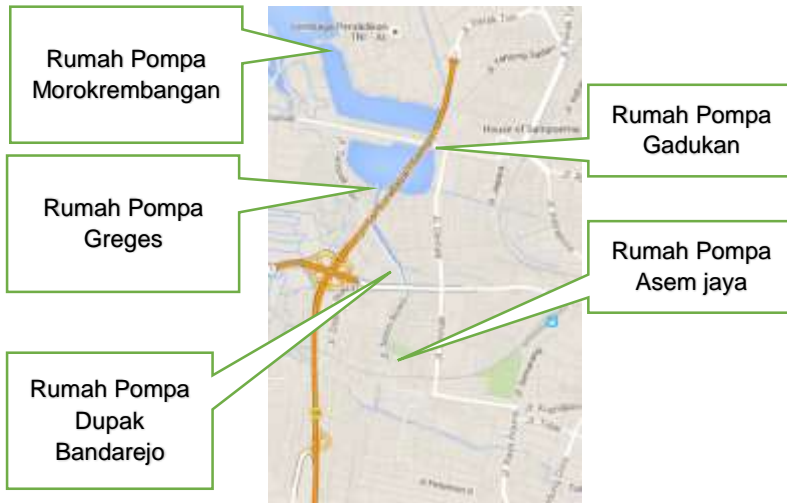 Rumah Pompa
Morokrembangan
Rumah Pompa
Greges
Rumah Pompa
Dupak
Bandarejo
Rumah Pompa
Gadukan
Rumah Pompa
Asem jaya
House of Sampoerna